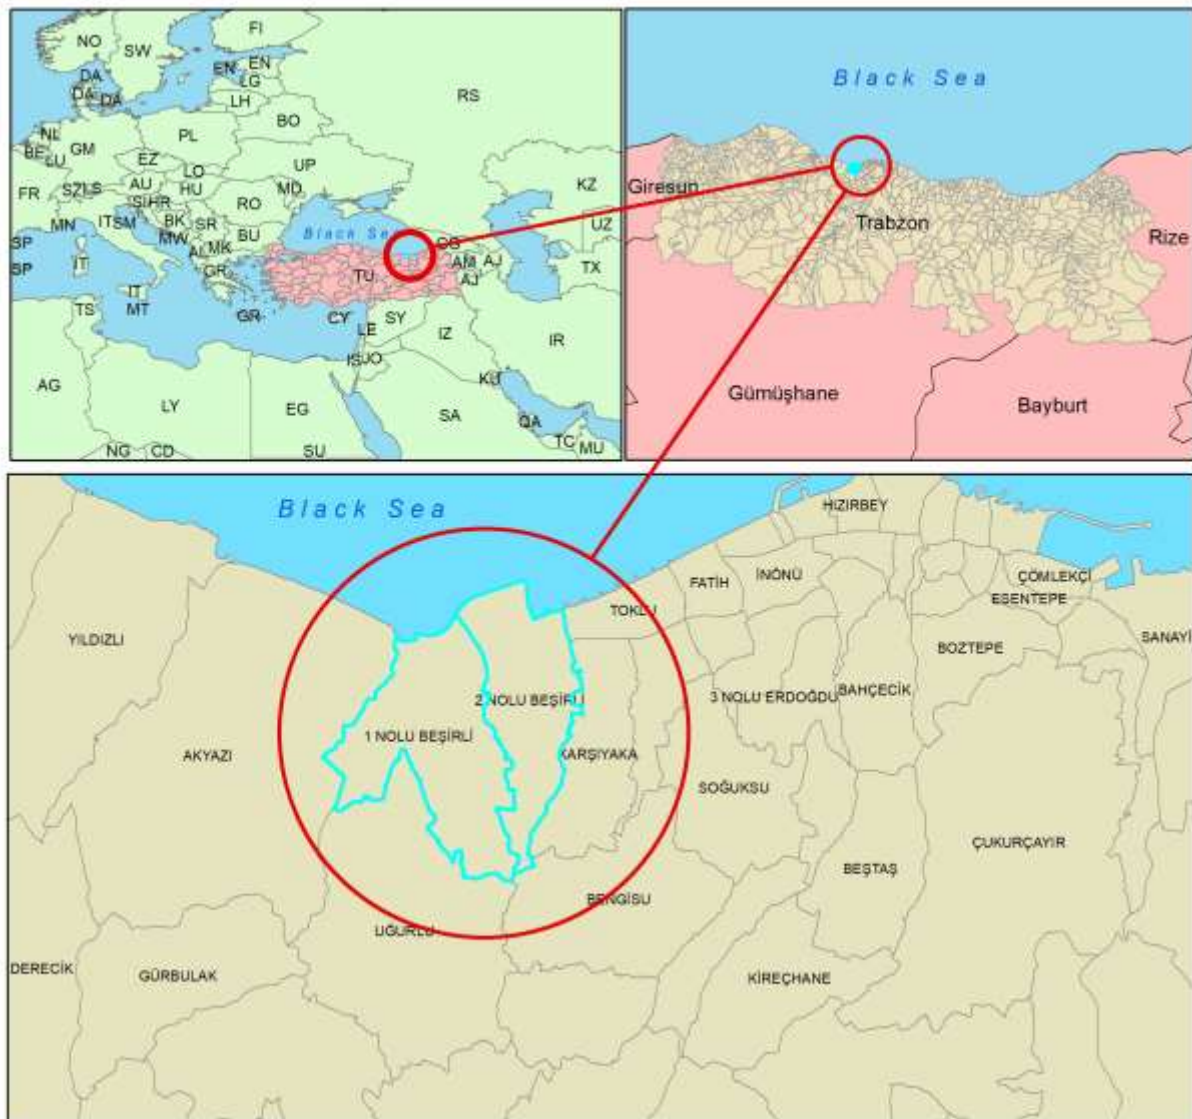 FI
NO
SW
EN
EN
DA
LG
RS
DA
DA
LH
BO
NL
PL
BE
GM
LU
EZ
UP
LO
FR
SZ
LS
AU
HU
MD
KZ
SI
HR
RO
MN
IT
SM
BK
SR
UZ
SP
MW
BU
Black Sea
GG
AL
MK
AM
AJ
TX
SP
IT
GR
TU
AJ
TS
IT
MT
GR
CY
SY
LE
IZ
IR
IS
JO
AG
KU
LY
EG
SA
QA
NG
CD
SU
TC
MU
Black Sea
Giresun
Trabzon
Rize
Gümüşhane
Bayburt
Black Sea
HIZIRBEY
FATİH
İNÖNÜ
ÇÖMLEKÇİ
TOKLU
ESENTEPE
YILDIZLI
SANAYİ
BOZTEPE
2 NOLU BEŞİRLİ
3 NOLU ERDOĞDU
BAHÇECİK
1 NOLU BEŞİRLİ
AKYAZI
KARŞIYAKA
SOĞUKSU
ÇUKURÇAYIR
BEŞTAŞ
BENGİSU
UĞURLU
DERECİK
GÜRBULAK
KİREÇHANE